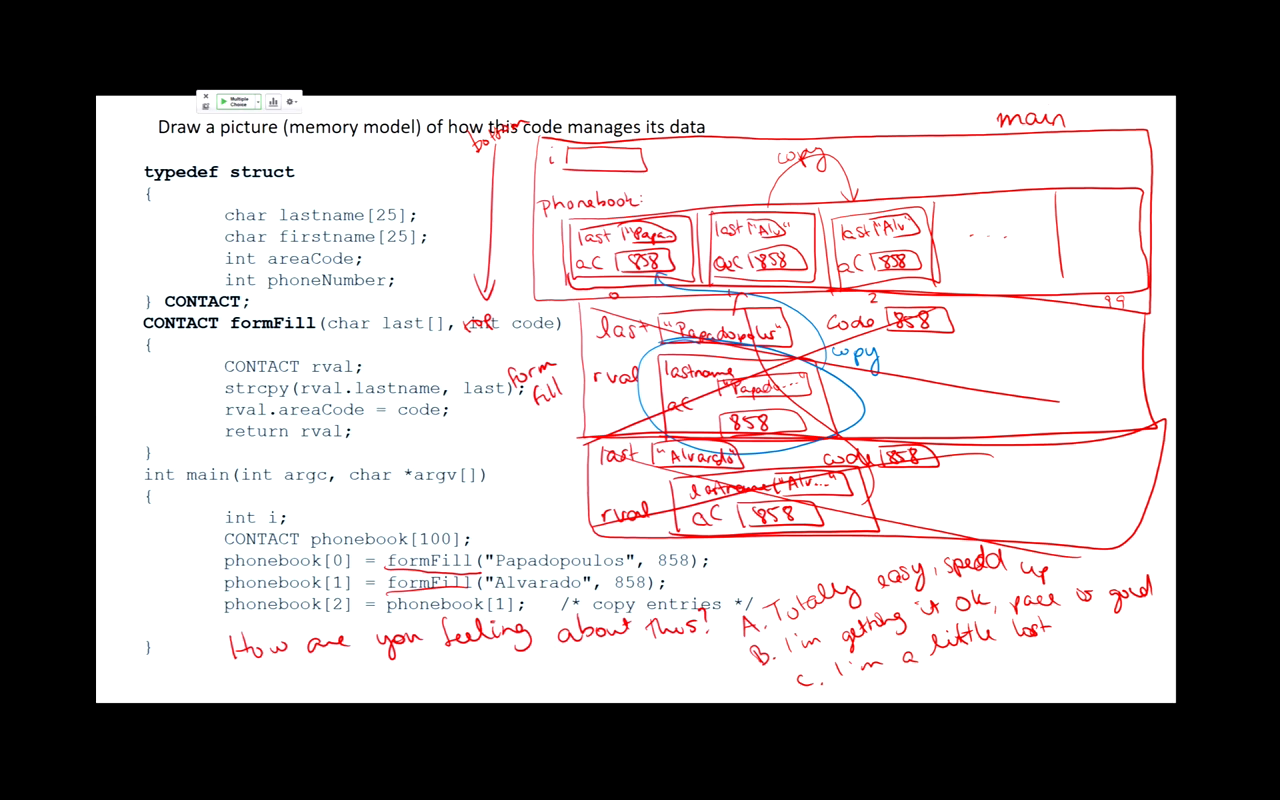 Multiple
Choice
Draw a picture (memory model) of how this code manages its data
bottom
main
typedef struct
{
char lastname[25];
char firstname[25];
int areaCode;
int phoneNumber;
} CONTACT;
CONTACT formFill(char last[], int code)
{
CONTACT rval;
strcpy(rval.lastname, last);
rval.areaCode = code;
return rval;
}
int main(int argc, char *argv[])
{
int i;
CONTACT phonebook[100];
phonebook[0] = formFill("Papadopoulos", 858);
phonebook[1] = formFill("Alvarado", 858);
phonebook[2] = phonebook[1]; /* copy entries */
}
i
copy
phonebook:
last "Papa
aC 858
last "Alv"
aC 858
last "Alv"
aC 858
....
0 1 2 99
form
fill
last "Papadopolus" code 858
copy
rval lastname "Papado...."
aC 858
last "Alvarado" code 858
rval lastname "Alv..."
aC 858
How are you feeling about this?
A. Totally easy, spedd up
B. I'm getting it OK, pace is good
C. I'm a little lost